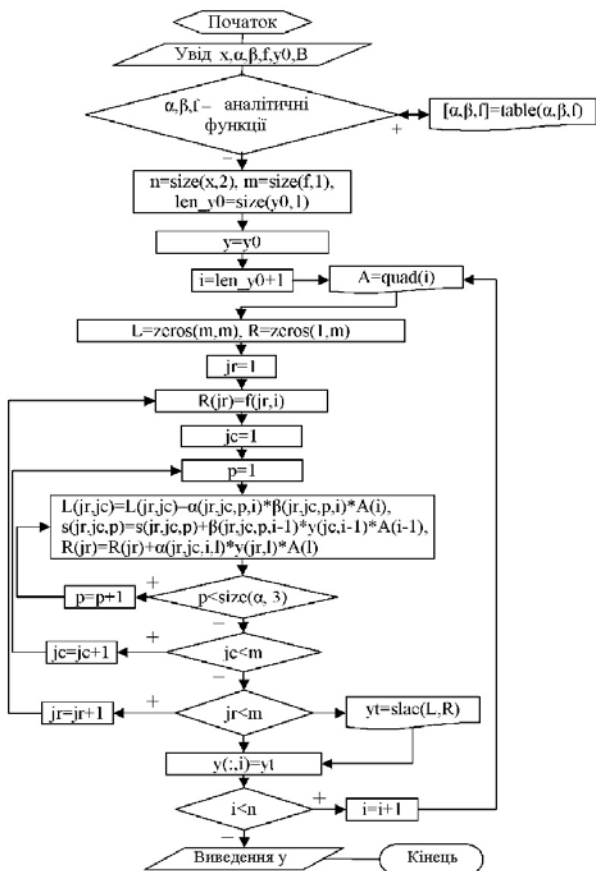 Початок
Увід x,α,β,f,y0,B
α,β,f – аналітичні
функції
+
[α,β,f]=table(α,β,f)
–
n=size(x,2), m=size(f,1),
len_y0=size(y0,1)
y=y0
i=len_y0+1
A=quad(i)
L=zeros(m,m), R=zeros(1,m)
jr=1
R(jr)=f(jr,i)
jc=1
p=1
L(jr,jc)=L(jr,jc)–α(jr,jc,p,i)*β(jr,jc,p,i)*A(i),
s(jr,jc,p)=s(jr,jc,p)+β(jr,jc,p,i-1)*y(jc,i-1)*A(i-1),
R(jr)=R(jr)+α(jr,jc,i,l)*y(jr,l)*A(l)
p=p+1
+
p<size(α, 3)
–
jc=jc+1
+
jc<m
–
jr=jr+1
+
jr<m
yt=slae(L,R)
–
y(:,i)=yt
i<n
+
i=i+1
–
Виведення y
Кінець